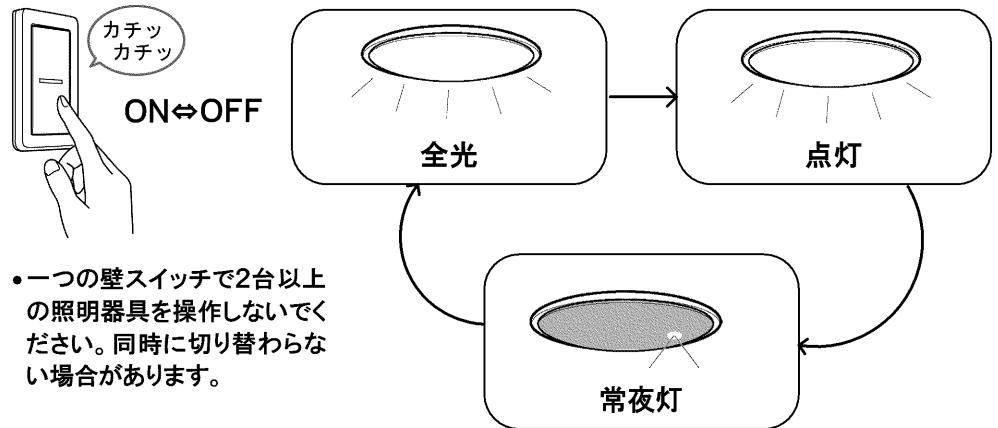 カチッ
カチッ
ON⇔OFF
全光
点灯
常夜灯
•一つの壁スイッチで2台以上
の照明器具を操作しないでく
ださい。同時に切り替わらな
い場合があります。